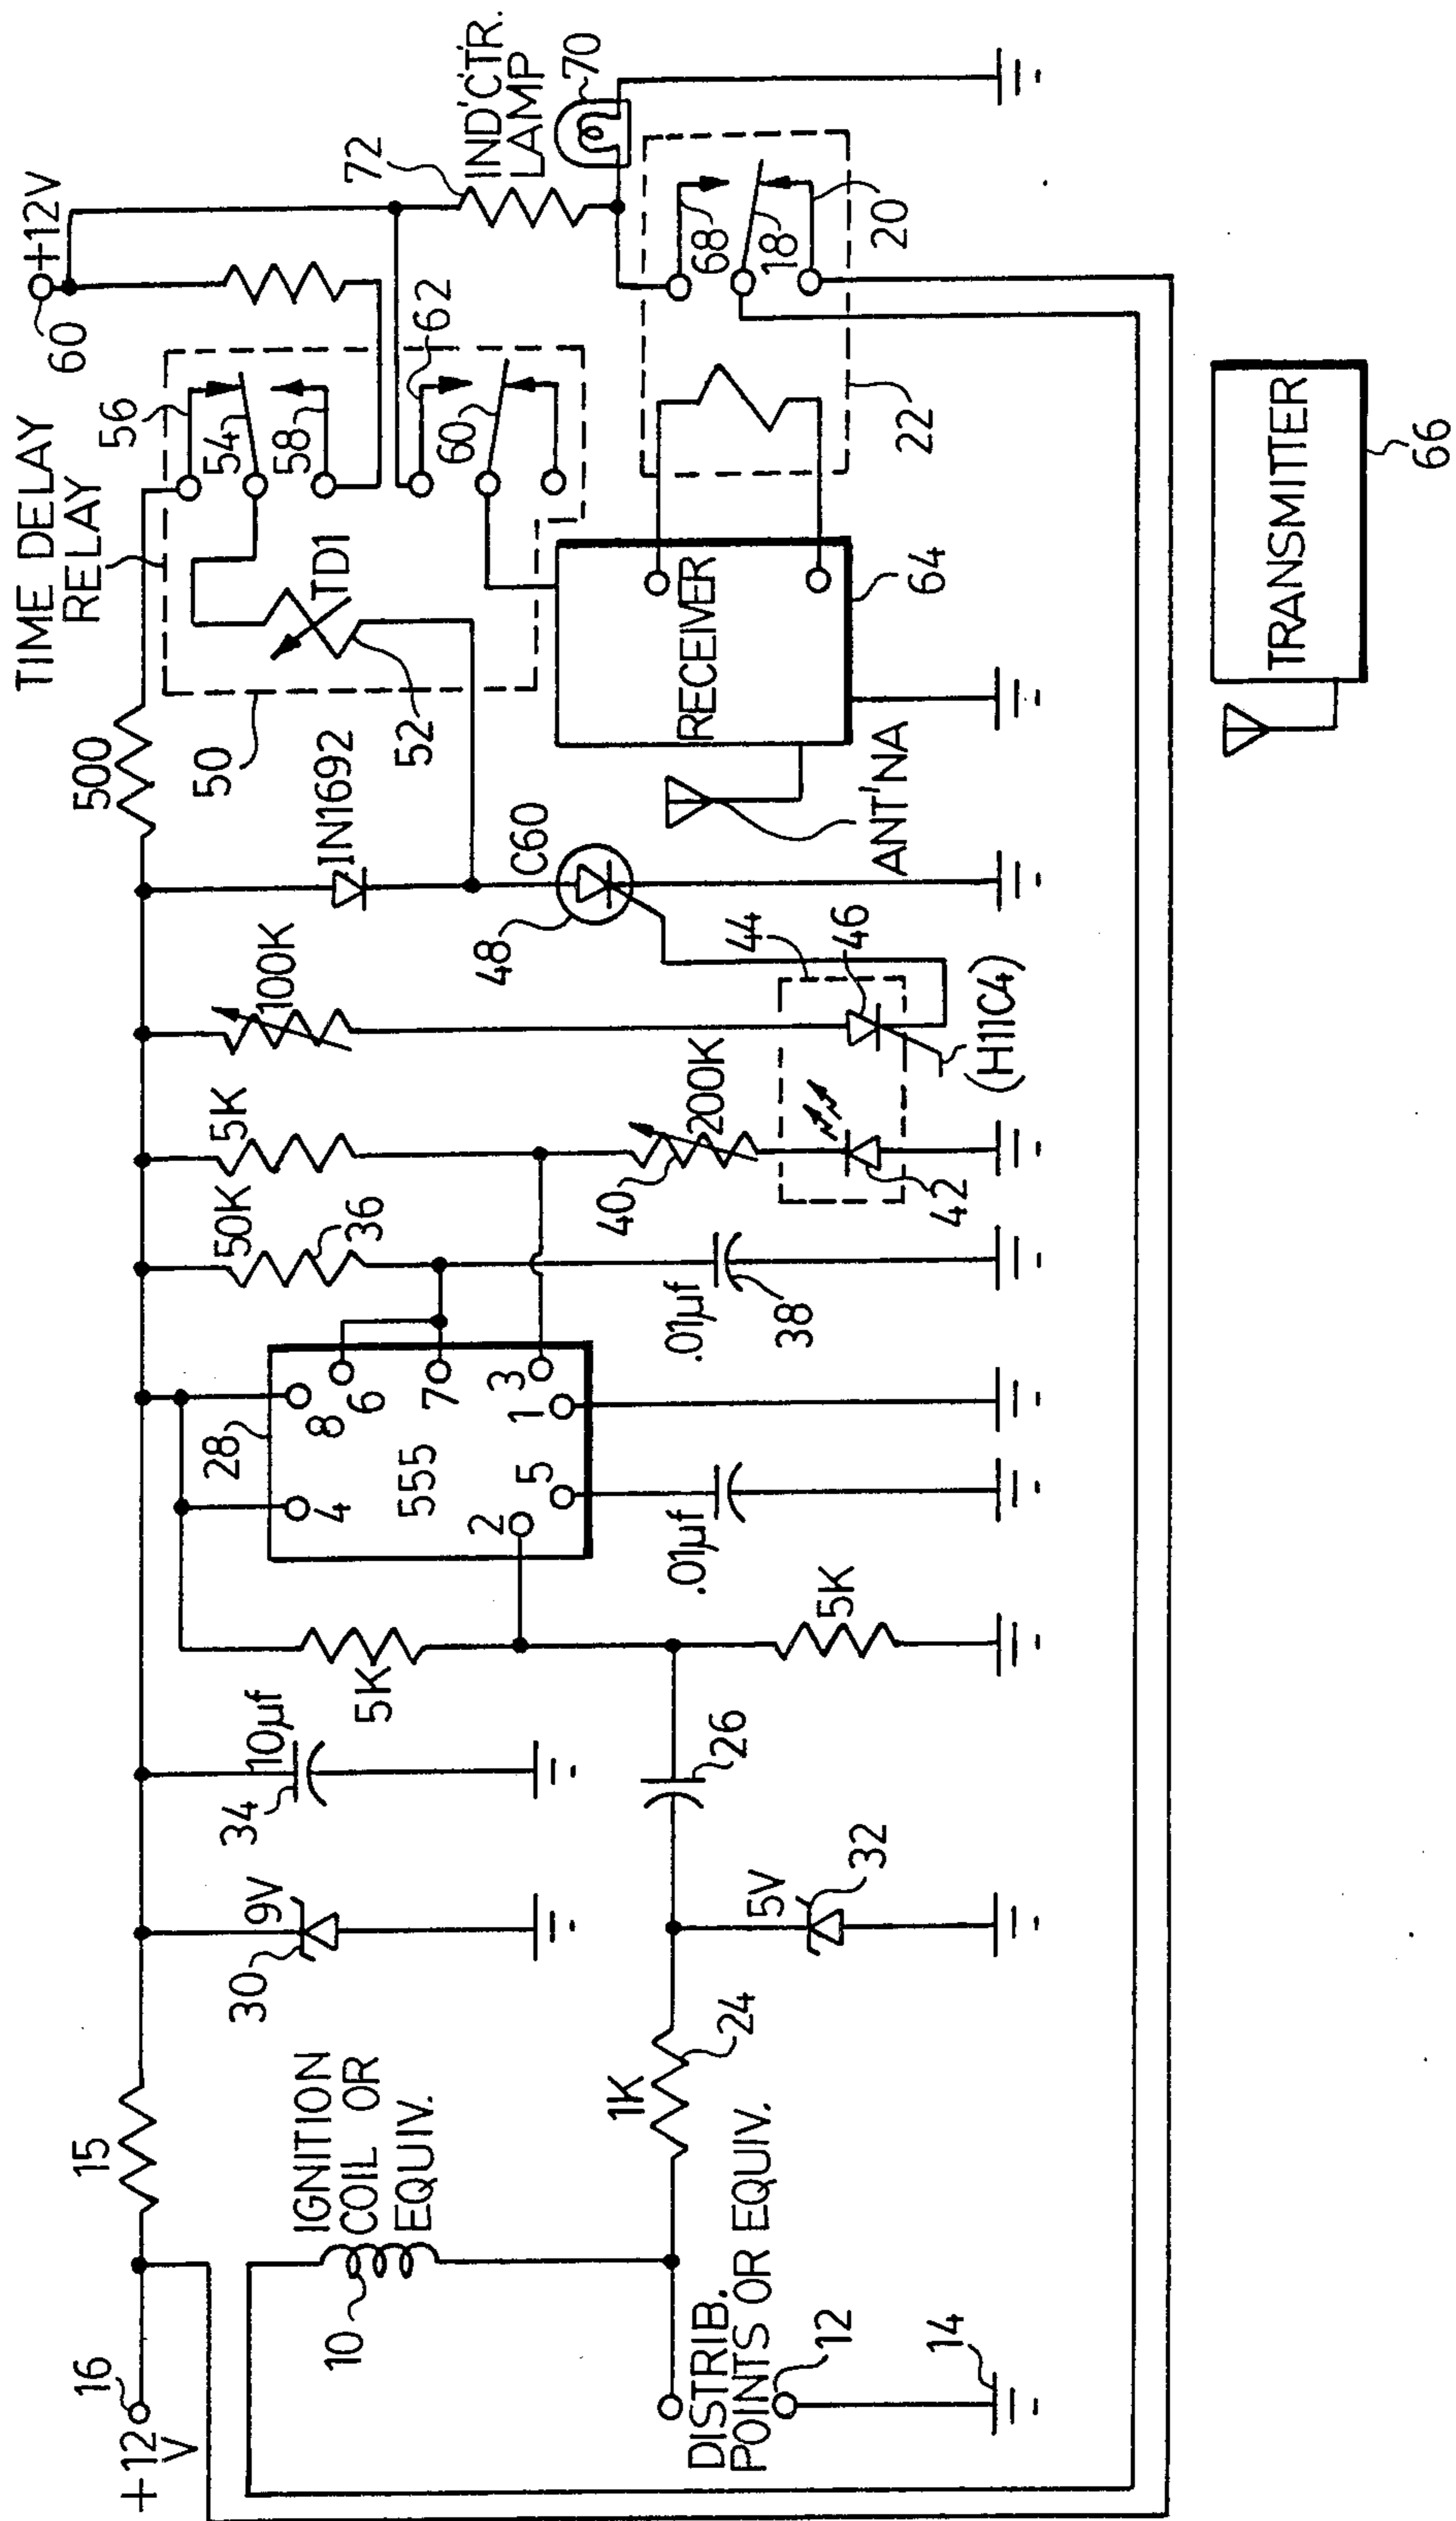 TIME DELAY
RELAY
60
+12V
56
54
58
72
IND'C'TR.
LAMP
70
62
60
TD1
50
52
500
IN1692
C60
48
100K
5K
50K
36
28
8
6
7
4
555
3
2
5
1
200K
40
44
46
42
(H11C4)
RECEIVER
64
ANT'NA
22
68
18
20
TRANSMITTER
66
.01µf
38
.01µf
5K
5K
10µf
34
9V
30
26
5V
32
15
IGNITION
COIL OR
EQUIV.
10
1K
24
16
+12
V
DISTRIB.
POINTS OR EQUIV.
12
14